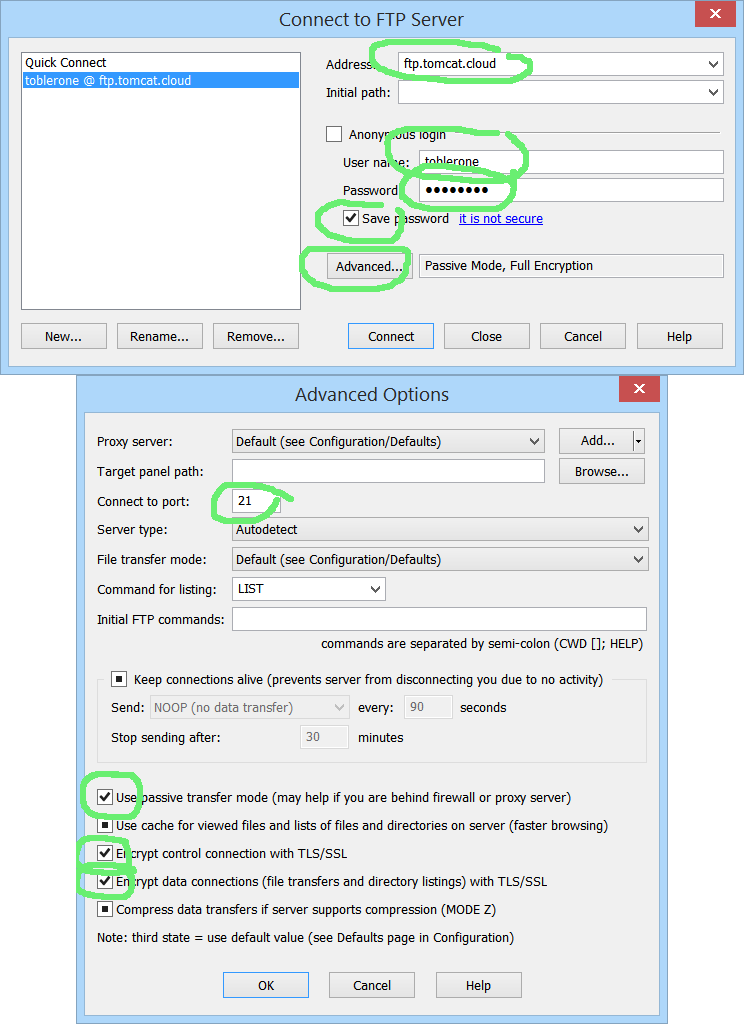 Connect to FTP Server
Quick Connect
toblerone @ ftp.tomcat.cloud
Address: ftp.tomcat.cloud
Initial path:
Anonymous login
User name: toblerone
Password ●●●●●●●●
Save password it is not secure
Advanced... Passive Mode, Full Encryption
New... Rename... Remove... Connect Close Cancel Help
Advanced Options
Proxy server: Default (see Configuration/Defaults) Add...
Target panel path: Browse...
Connect to port: 21
Server type: Autodetect
File transfer mode: Default (see Configuration/Defaults)
Command for listing: LIST
Initial FTP commands:
commands are separated by semi-colon (CWD []; HELP)
Keep connections alive (prevents server from disconnecting you due to no activity)
Send: NOOP (no data transfer) every: 90 seconds
Stop sending after: 30 minutes
Use passive transfer mode (may help if you are behind firewall or proxy server)
Use cache for viewed files and lists of files and directories on server (faster browsing)
Encrypt control connection with TLS/SSL
Encrypt data connections (file transfers and directory listings) with TLS/SSL
Compress data transfers if server supports compression (MODE Z)
Note: third state = use default value (see Defaults page in Configuration)
OK Cancel Help